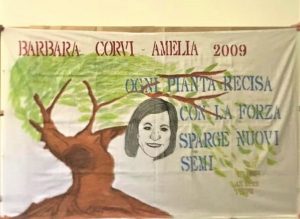 BARBARA CORVI - AMELIA 2009
OGNI PIANTA RECISA
CON LA FORZA
SPARGE NUOVI
SEMI